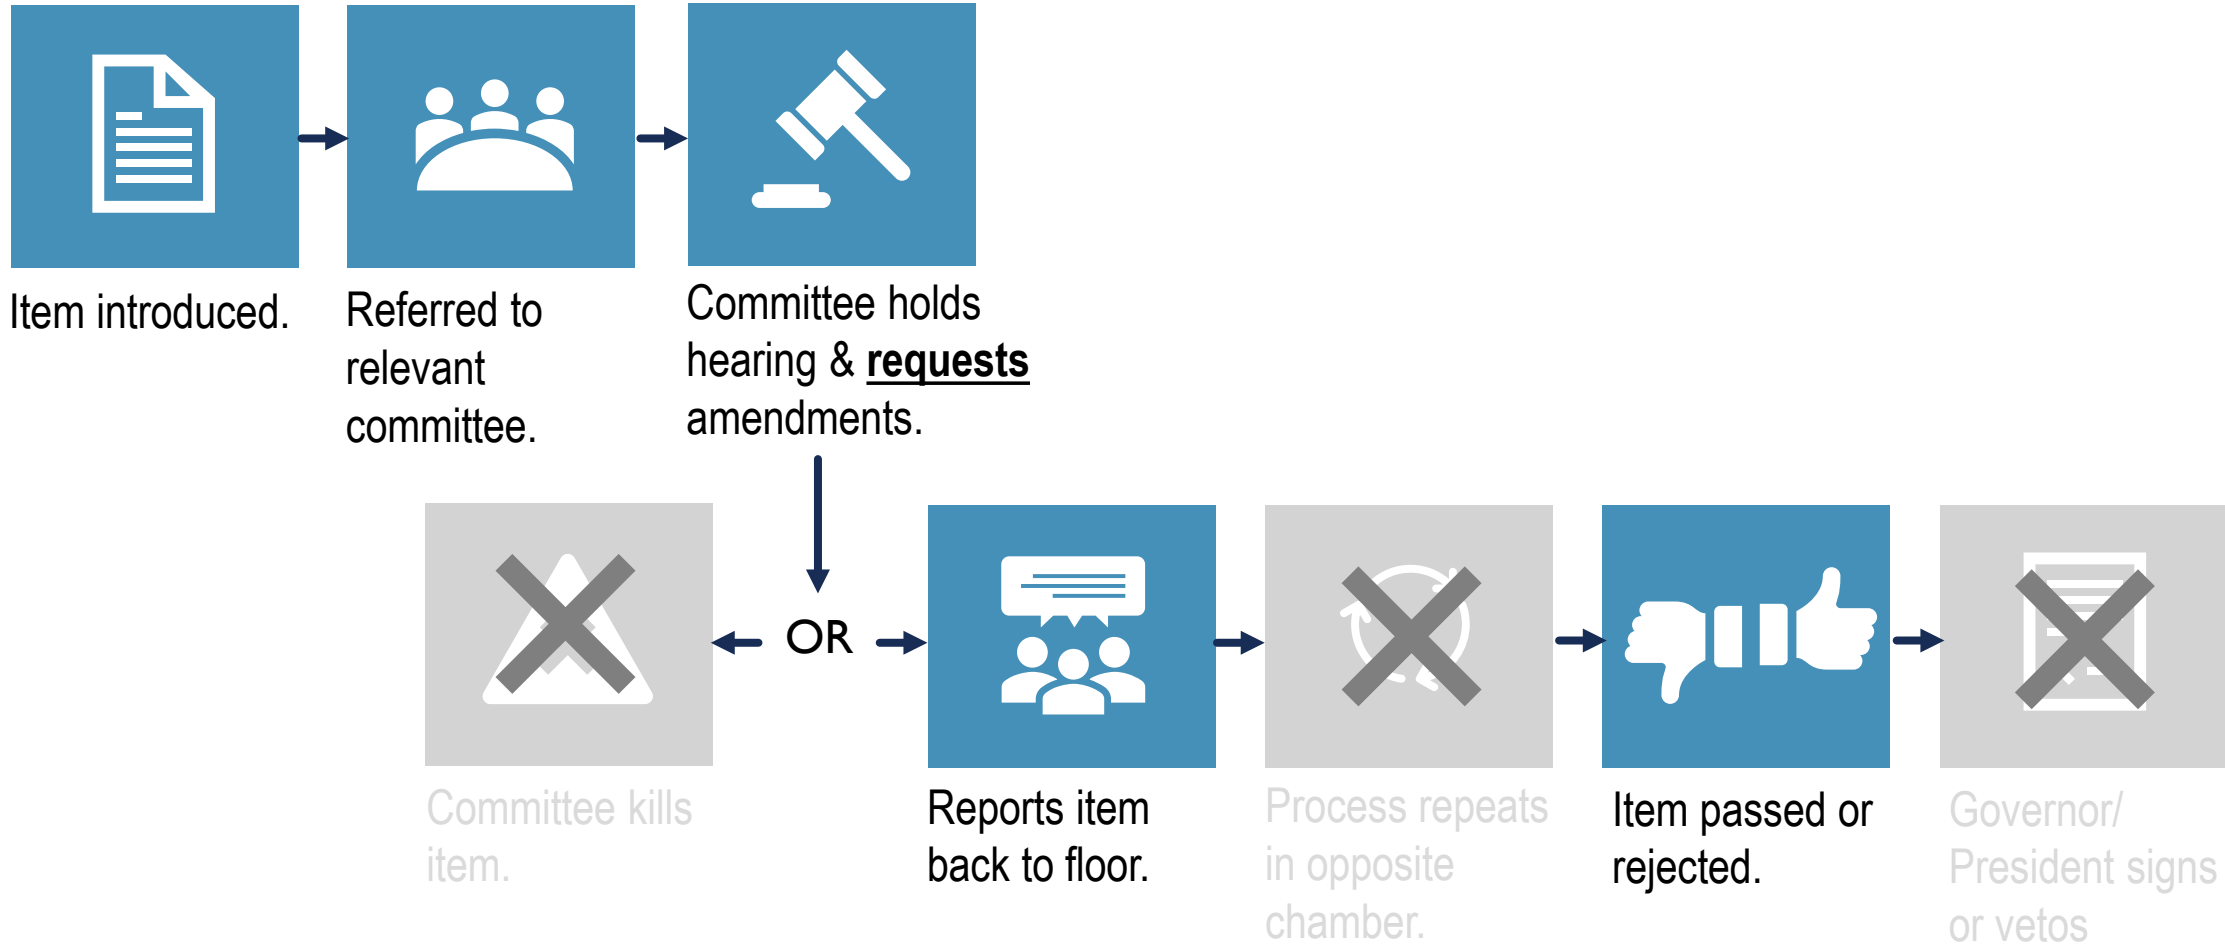 Item introduced.
Referred to
relevant
committee.
Committee holds
hearing & requests
amendments.
OR
Committee kills
item.
Reports item
back to floor.
Process repeats
in opposite
chamber.
Item passed or
rejected.
Governor/
President signs
or vetos